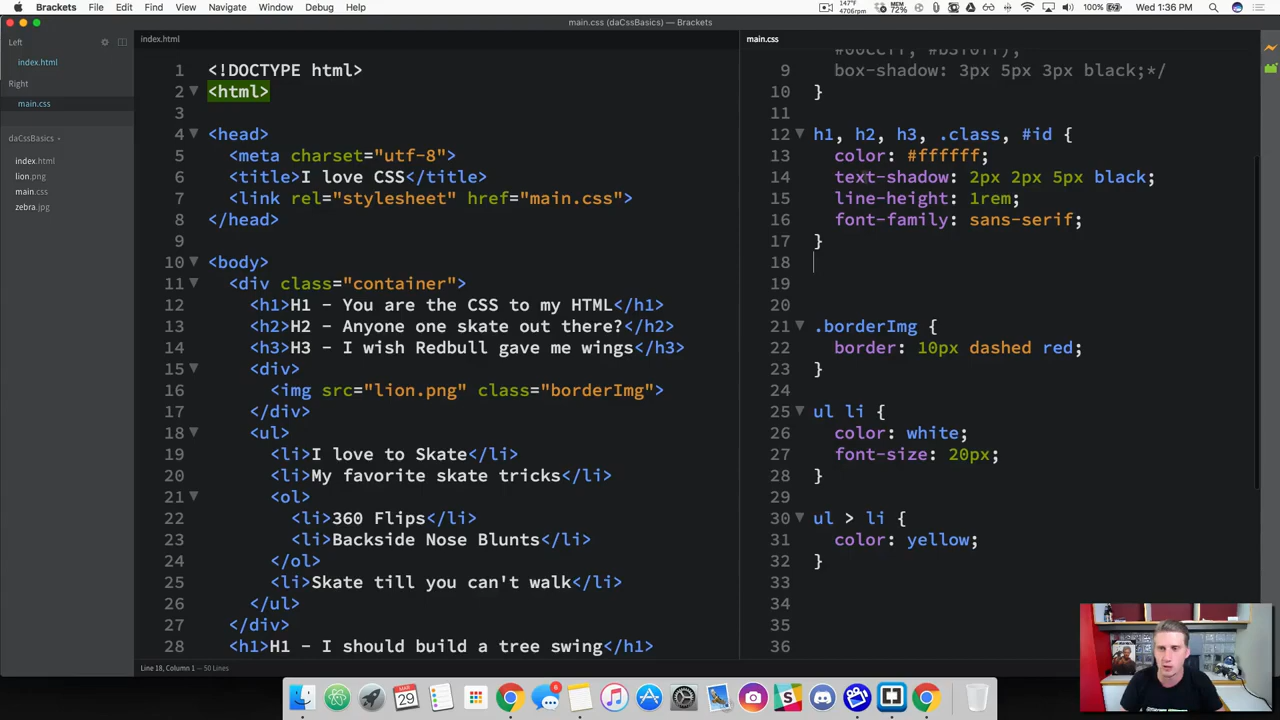 Brackets File Edit Find View Navigate Window Debug Help
147°F
4706rpm
MEM
72%
100%
Wed 1:36 PM
main.css (daCssBasics) — Brackets
Left
index.html
Right
main.css
daCssBasics
index.html
lion.png
main.css
zebra.jpg
index.html
1 <!DOCTYPE html>
2 <html>
3
4 <head>
5 <meta charset="utf-8">
6 <title>I love CSS</title>
7 <link rel="stylesheet" href="main.css">
8 </head>
9
10 <body>
11 <div class="container">
12 <h1>H1 - You are the CSS to my HTML</h1>
13 <h2>H2 - Anyone one skate out there?</h2>
14 <h3>H3 - I wish Redbull gave me wings</h3>
15 <div>
16 <img src="lion.png" class="borderImg">
17 </div>
18 <ul>
19 <li>I love to Skate</li>
20 <li>My favorite skate tricks</li>
21 <ol>
22 <li>360 Flips</li>
23 <li>Backside Nose Blunts</li>
24 </ol>
25 <li>Skate till you can't walk</li>
26 </ul>
27 </div>
28 <h1>H1 - I should build a tree swing</h1>
Line 18, Column 1 — 50 Lines
main.css
#00CCff, #B3f0ff);
9 box-shadow: 3px 5px 3px black;*/
10 }
11
12 h1, h2, h3, .class, #id {
13 color: #ffffff;
14 text-shadow: 2px 2px 5px black;
15 line-height: 1rem;
16 font-family: sans-serif;
17 }
18
19
20
21 .borderImg {
22 border: 10px dashed red;
23 }
24
25 ul li {
26 color: white;
27 font-size: 20px;
28 }
29
30 ul > li {
31 color: yellow;
32 }
33
34
35
36
MAR
29
6